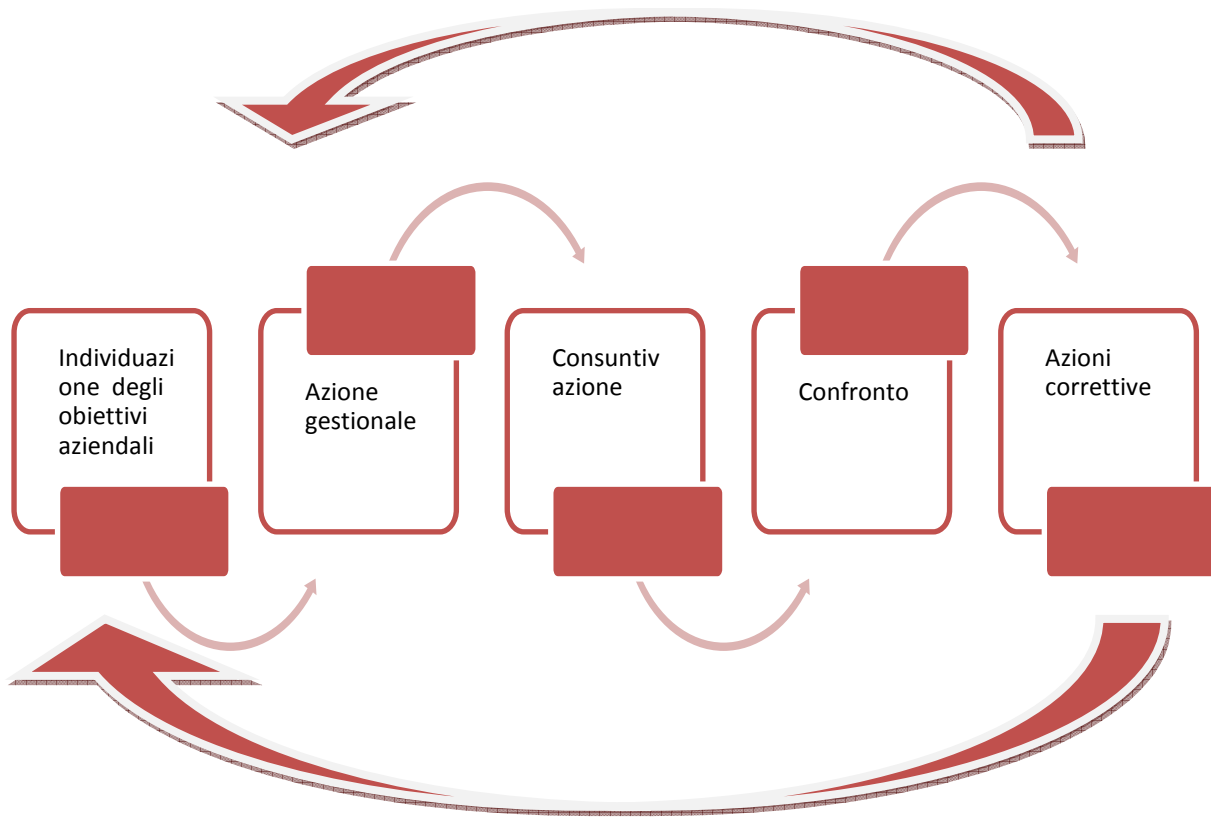 Individuazi
one degli
obiettivi
aziendali
Azione
gestionale
Consuntiv
azione
Confronto
Azioni
correttive